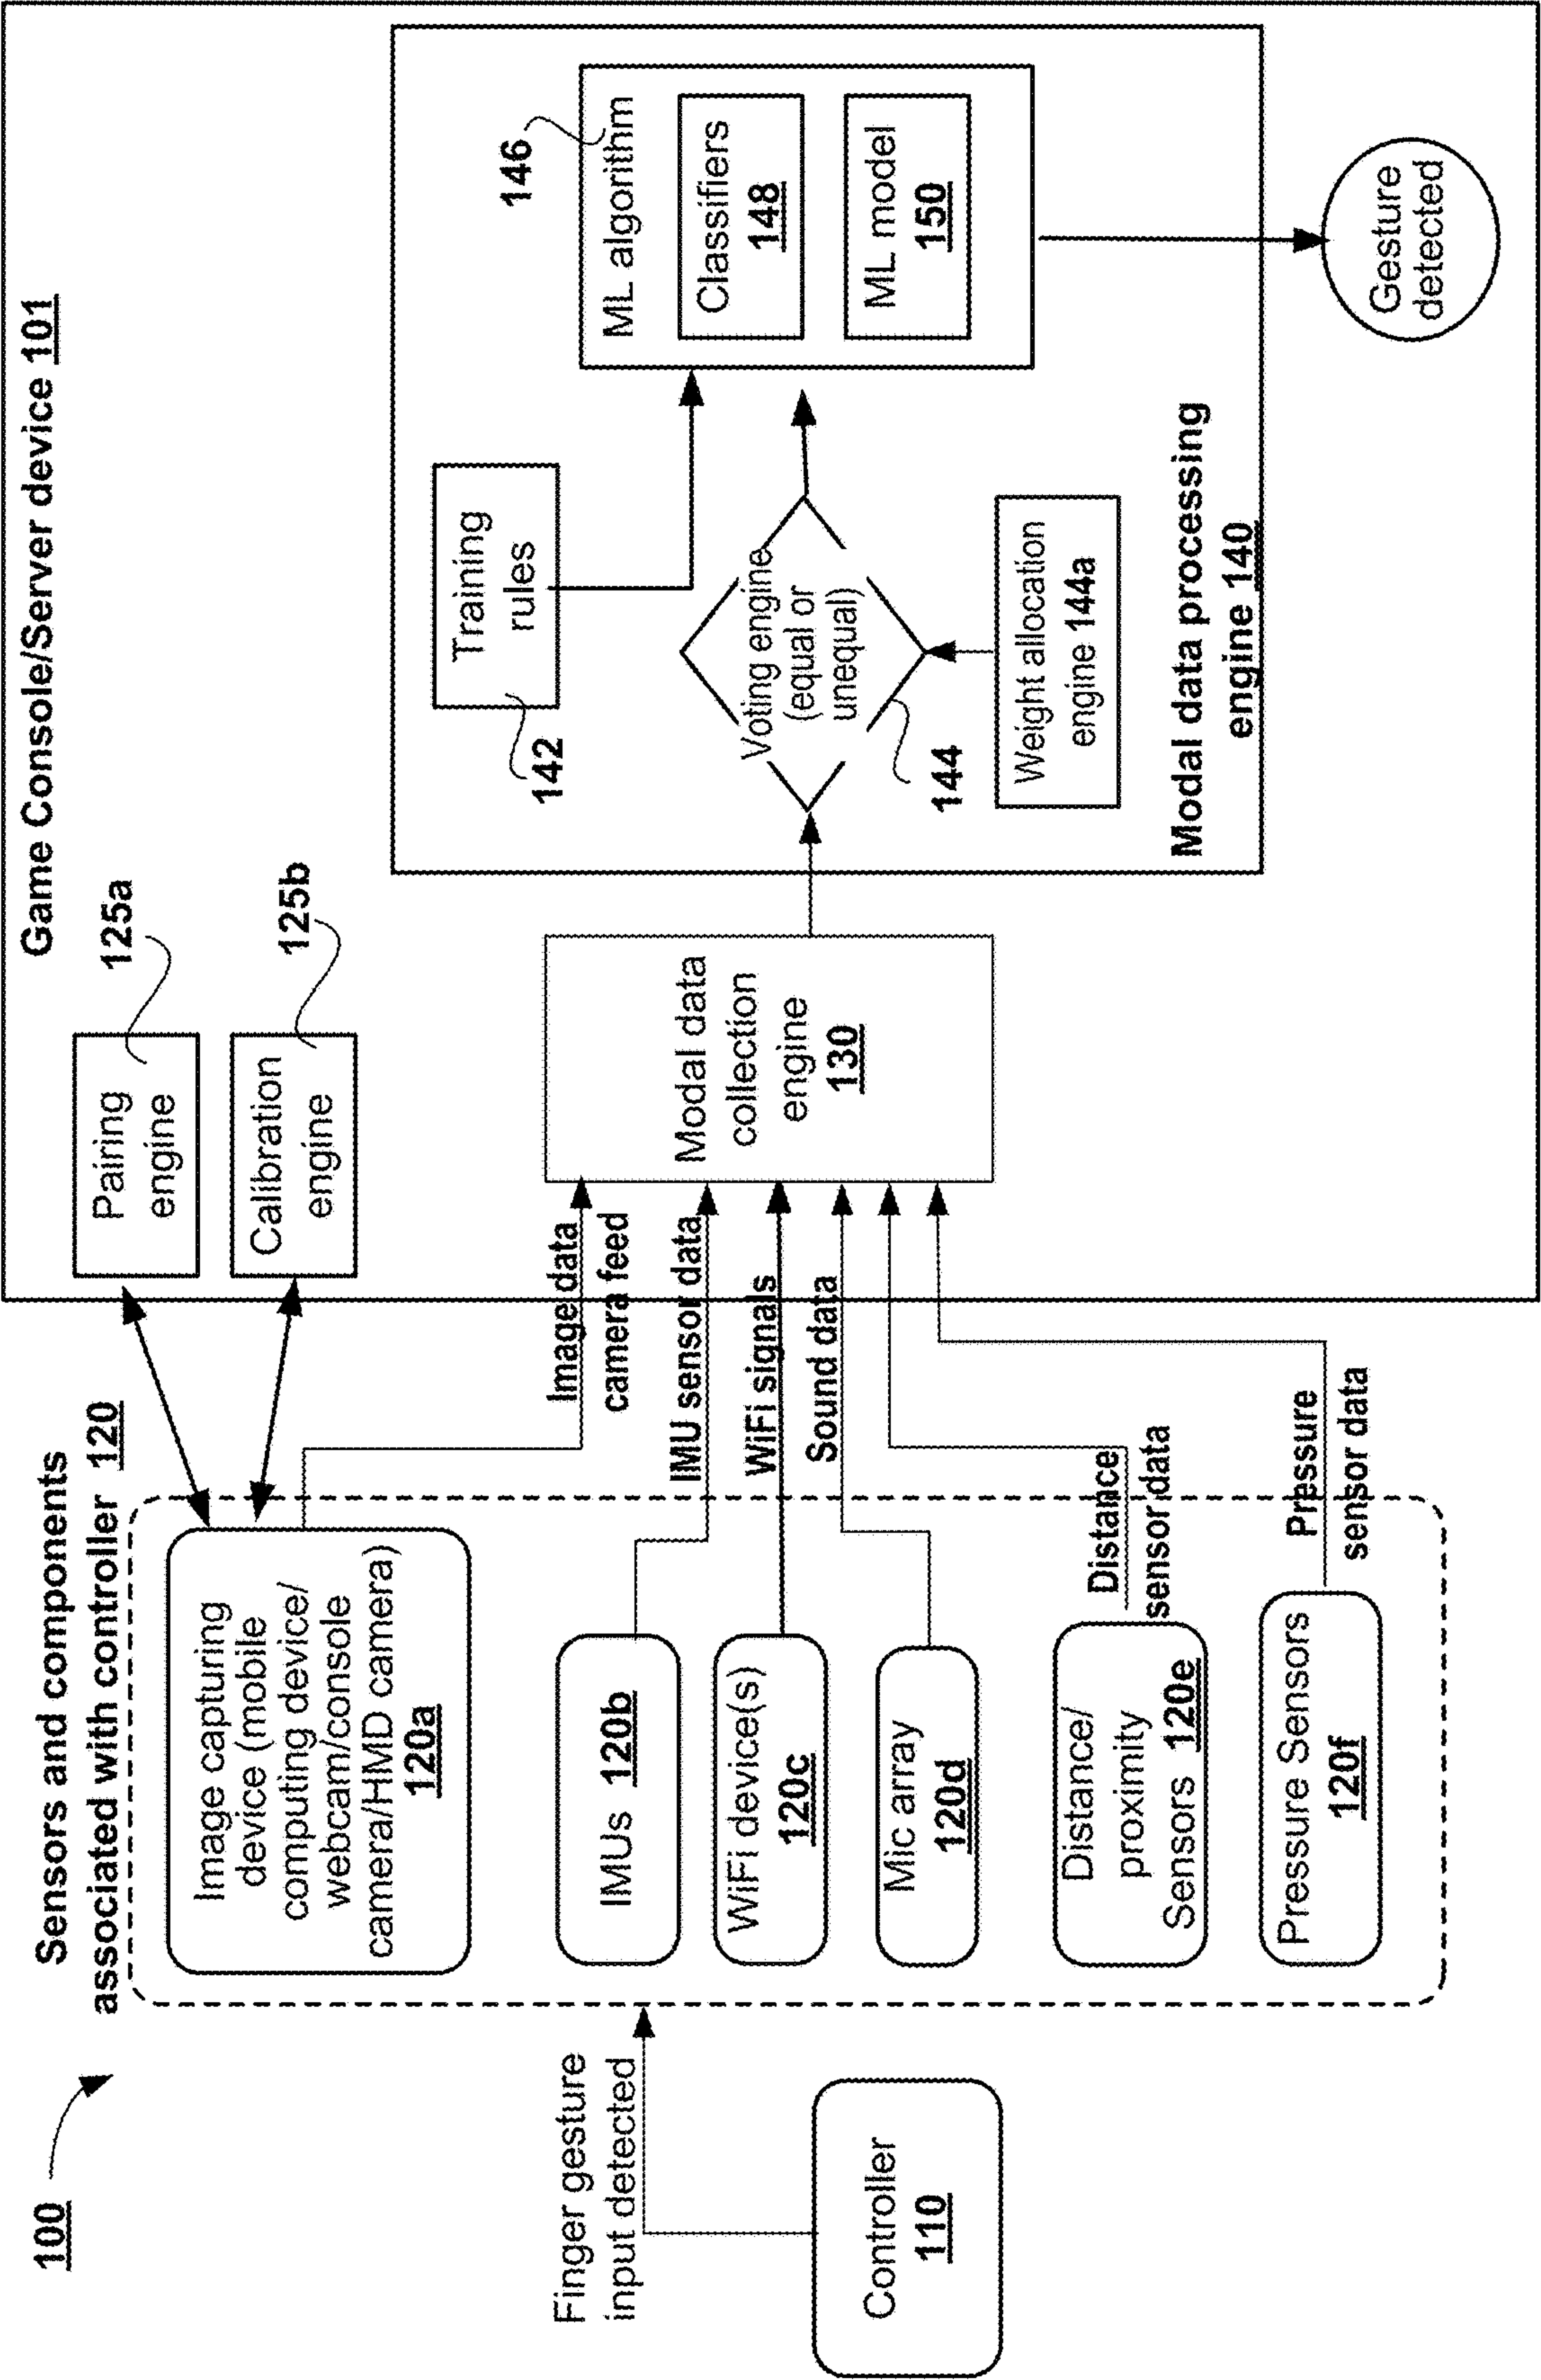 100
Sensors and components
associated with controller 120
Game Console/Server device 101
Pairing
engine
125a
Calibration
engine
125b
Image capturing
device (mobile
computing device/
webcam/console
camera/HMD camera)
120a
IMUs 120b
WiFi device(s)
120c
Mic array
120d
Distance/
proximity
Sensors 120e
Pressure Sensors
120f
Finger gesture
input detected
Controller
110
Image data
camera feed
IMU sensor data
WiFi signals
Sound data
Distance
sensor data
Pressure
sensor data
Modal data
collection
engine
130
Training
rules
142
Voting engine
(equal or
unequal)
144
Weight allocation
engine 144a
146
ML algorithm
Classifiers
148
ML model
150
Modal data processing
engine 140
Gesture
detected